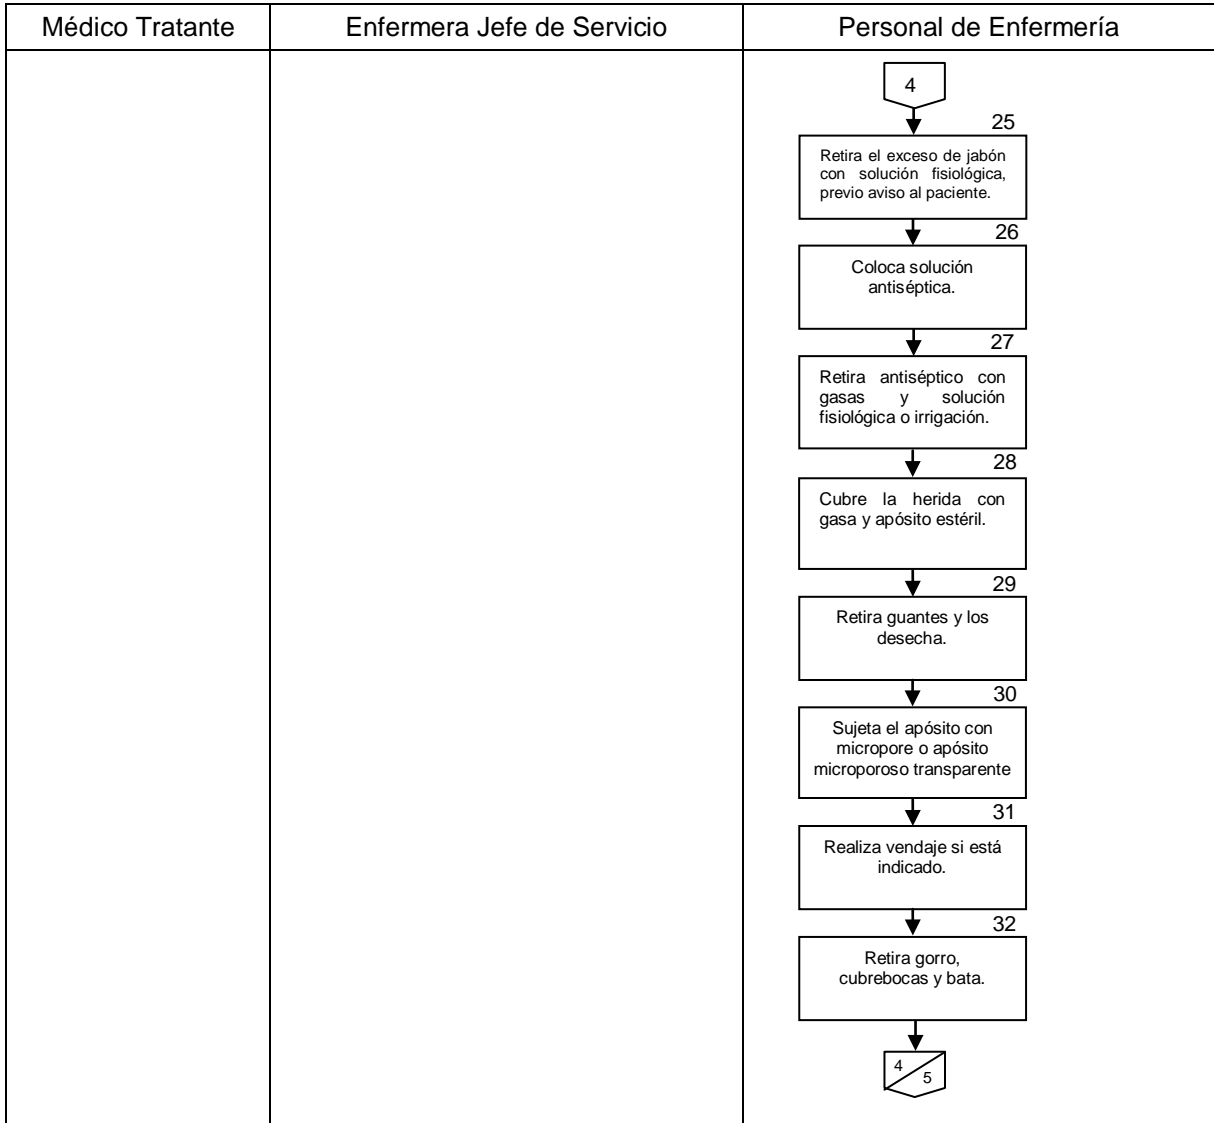 Médico Tratante
Enfermera Jefe de Servicio
Personal de Enfermería
4
25
Retira el exceso de jabón
con solución fisiológica,
previo aviso al paciente.
26
Coloca solución
antiséptica.
27
Retira antiséptico con
gasas y solución
fisiológica o irrigación.
28
Cubre la herida con
gasa y apósito estéril.
29
Retira guantes y los
desecha.
30
Sujeta el apósito con
micropore o apósito
microporoso transparente
31
Realiza vendaje si está
indicado.
32
Retira gorro,
cubrebocas y bata.
4
5